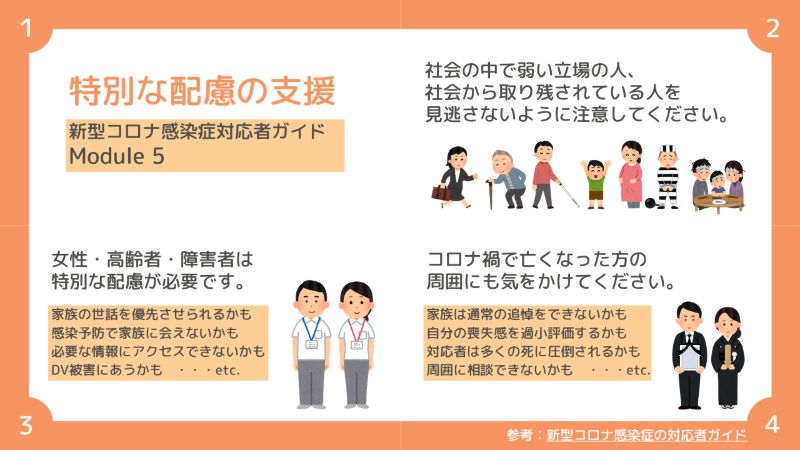 1
特別な配慮の支援
新型コロナ感染症対応者ガイド
Module 5
2
社会の中で弱い立場の人、
社会から取り残されている人を
見逃さないように注意してください。
女性・高齢者・障害者は
特別な配慮が必要です。
家族の世話を優先させられるかも
感染予防で家族に会えないかも
必要な情報にアクセスできないかも
DV被害にあうかも　・・・etc.
3
コロナ禍で亡くなった方の
周囲にも気をかけてください。
家族は通常の追悼をできないかも
自分の喪失感を過小評価するかも
対応者は多くの死に圧倒されるかも
周囲に相談できないかも　・・・etc.
4
参考：新型コロナ感染症の対応者ガイド